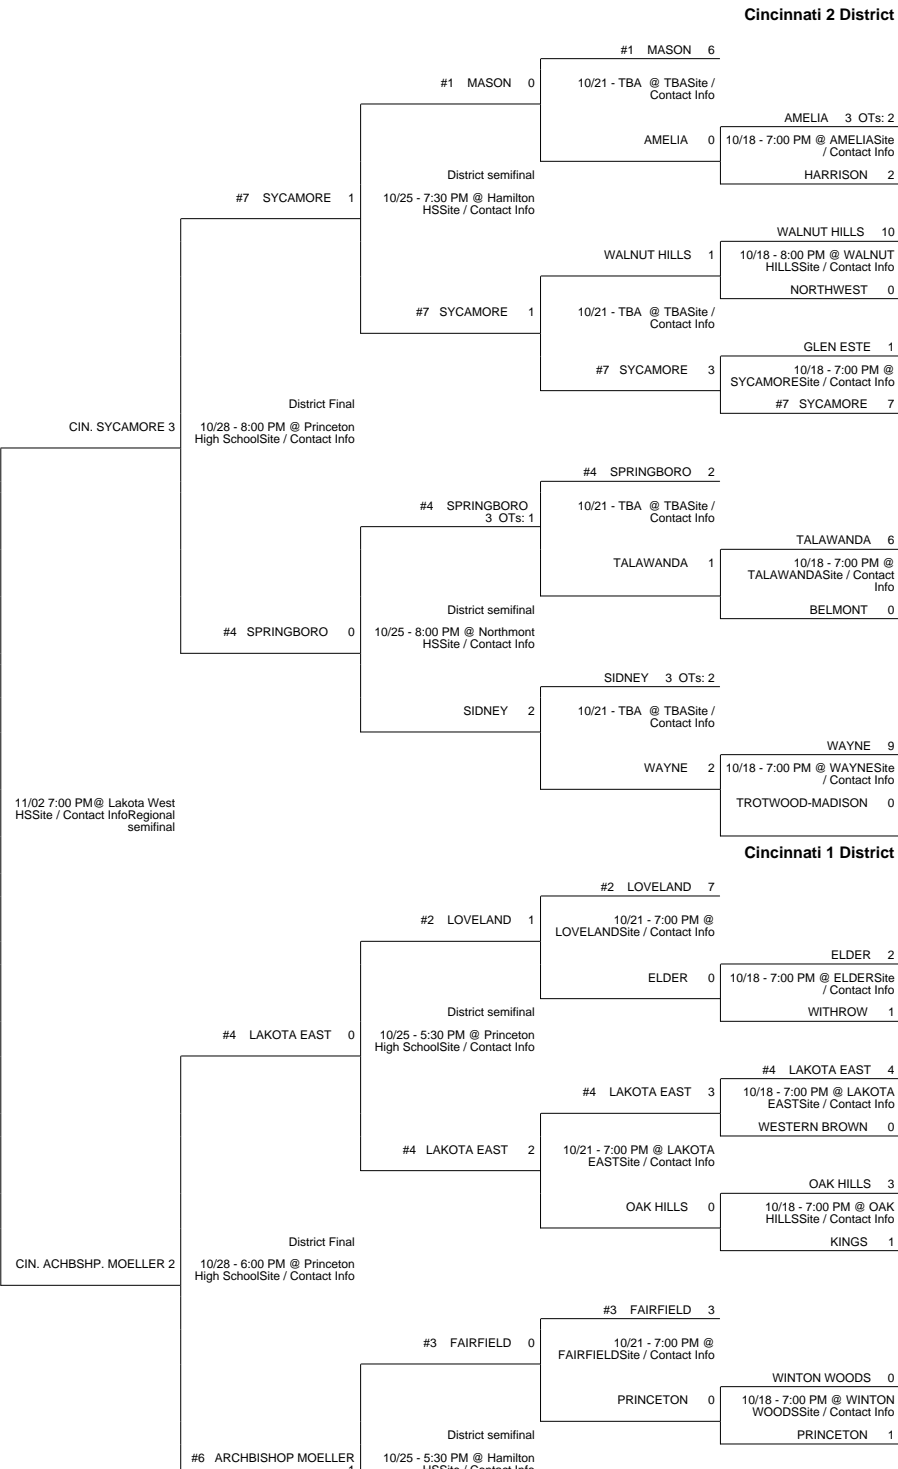 Cincinnati 2 District
#1 MASON 6
#1 MASON 0
10/21 - TBA @ TBASite /
Contact Info
AMELIA 3 OTs: 2
AMELIA 0
10/18 - 7:00 PM @ AMELIASite
/ Contact Info
District semifinal
HARRISON 2
#7 SYCAMORE 1
10/25 - 7:30 PM @ Hamilton
HSSite / Contact Info
WALNUT HILLS 10
WALNUT HILLS 1
10/18 - 8:00 PM @ WALNUT
HILLSSite / Contact Info
NORTHWEST 0
#7 SYCAMORE 1
10/21 - TBA @ TBASite /
Contact Info
GLEN ESTE 1
#7 SYCAMORE 3
10/18 - 7:00 PM @
SYCAMORESite / Contact Info
District Final
#7 SYCAMORE 7
CIN. SYCAMORE 3
10/28 - 8:00 PM @ Princeton
High SchoolSite / Contact Info
#4 SPRINGBORO 2
#4 SPRINGBORO
3 OTs: 1
10/21 - TBA @ TBASite /
Contact Info
TALAWANDA 6
TALAWANDA 1
10/18 - 7:00 PM @
TALAWANDASite / Contact
Info
District semifinal
BELMONT 0
#4 SPRINGBORO 0
10/25 - 8:00 PM @ Northmont
HSSite / Contact Info
SIDNEY 3 OTs: 2
SIDNEY 2
10/21 - TBA @ TBASite /
Contact Info
WAYNE 9
WAYNE 2
10/18 - 7:00 PM @ WAYNESite
/ Contact Info
11/02 7:00 PM@ Lakota West
HSSite / Contact InfoRegional
semifinal
TROTWOOD-MADISON 0
Cincinnati 1 District
#2 LOVELAND 7
#2 LOVELAND 1
10/21 - 7:00 PM @
LOVELANDSite / Contact Info
ELDER 2
ELDER 0
10/18 - 7:00 PM @ ELDERSite
/ Contact Info
District semifinal
WITHROW 1
#4 LAKOTA EAST 0
10/25 - 5:30 PM @ Princeton
High SchoolSite / Contact Info
#4 LAKOTA EAST 4
#4 LAKOTA EAST 3
10/18 - 7:00 PM @ LAKOTA
EASTSite / Contact Info
WESTERN BROWN 0
#4 LAKOTA EAST 2
10/21 - 7:00 PM @ LAKOTA
EASTSite / Contact Info
OAK HILLS 3
OAK HILLS 0
10/18 - 7:00 PM @ OAK
HILLSSite / Contact Info
District Final
KINGS 1
CIN. ACHBSHP. MOELLER 2
10/28 - 6:00 PM @ Princeton
High SchoolSite / Contact Info
#3 FAIRFIELD 3
#3 FAIRFIELD 0
10/21 - 7:00 PM @
FAIRFIELDSite / Contact Info
WINTON WOODS 0
PRINCETON 0
10/18 - 7:00 PM @ WINTON
WOODSSite / Contact Info
District semifinal
PRINCETON 1
#6 ARCHBISHOP MOELLER
10/25 - 5:30 PM @ Hamilton
HSSite / Contact Info